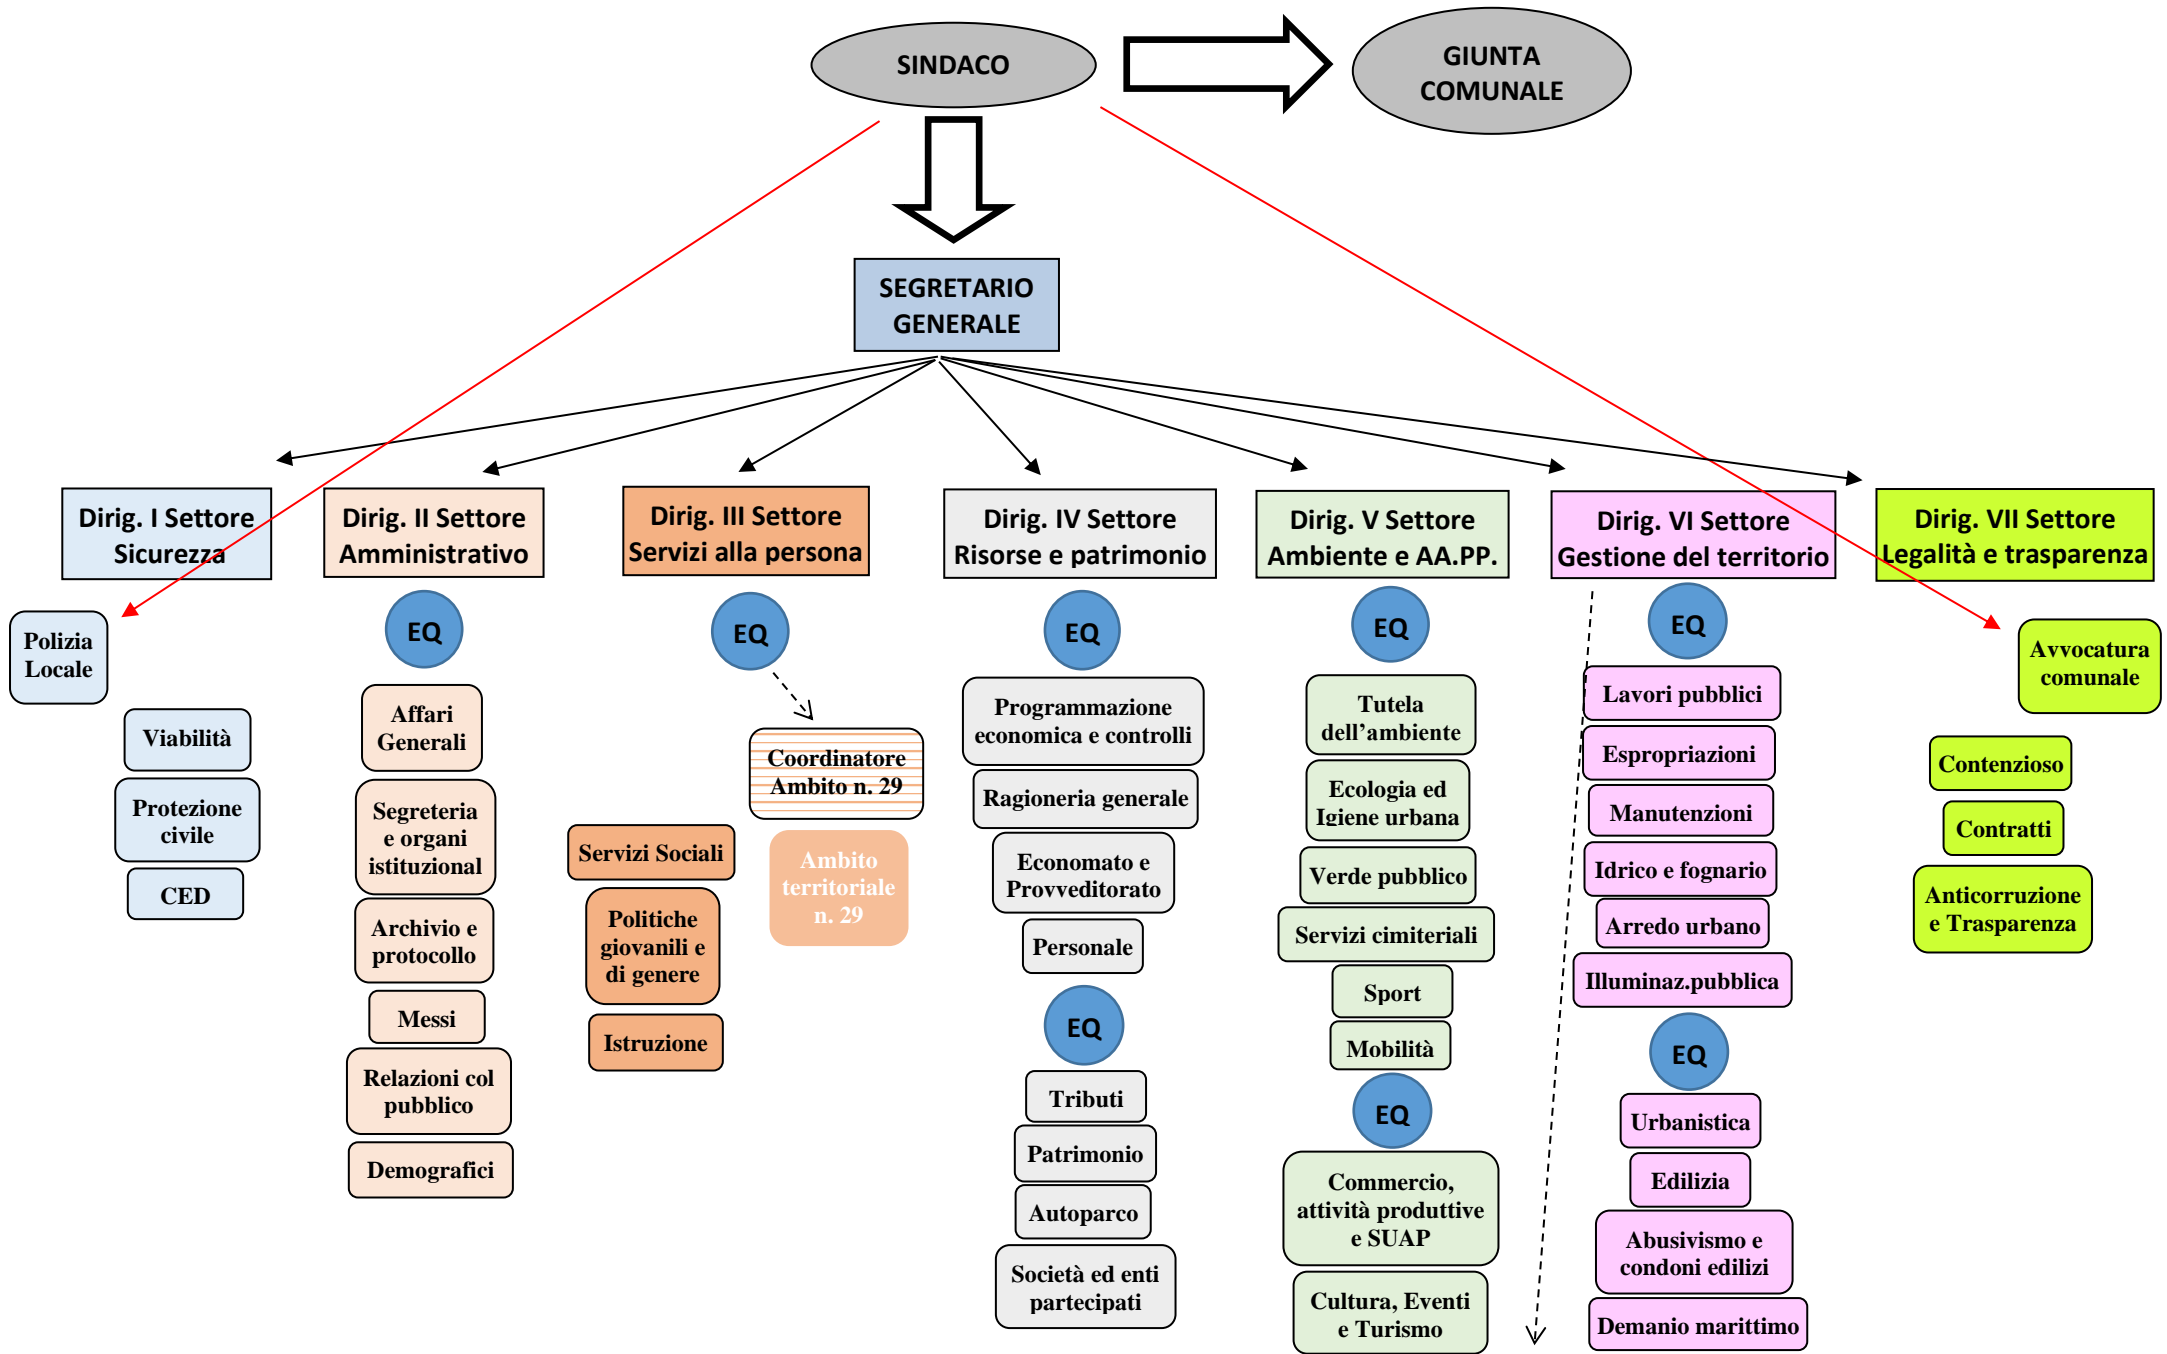 SINDACO
GIUNTA
COMUNALE
SEGRETARIO
GENERALE
Dirig. I Settore
Sicurezza
Dirig. II Settore
Amministrativo
Dirig. III Settore
Servizi alla persona
Dirig. IV Settore
Risorse e patrimonio
Dirig. V Settore
Ambiente e AA.PP.
Dirig. VI Settore
Gestione del territorio
Dirig. VII Settore
Legalità e trasparenza
Polizia
Locale
Viabilità
Protezione
civile
CED
EQ
Affari
Generali
Segreteria
e organi
istituzional
Archivio e
protocollo
Messi
Relazioni col
pubblico
Demografici
EQ
Coordinatore
Ambito n. 29
Ambito
territoriale
n. 29
Servizi Sociali
Politiche
giovanili e
di genere
Istruzione
EQ
Programmazione
economica e controlli
Ragioneria generale
Economato e
Provveditorato
Personale
EQ
Tributi
Patrimonio
Autoparco
Società ed enti
partecipati
EQ
Tutela
dell’ambiente
Ecologia ed
Igiene urbana
Verde pubblico
Servizi cimiteriali
Sport
Mobilità
EQ
Commercio,
attività produttive
e SUAP
Cultura, Eventi
e Turismo
EQ
Lavori pubblici
Espropriazioni
Manutenzioni
Idrico e fognario
Arredo urbano
Illuminaz.pubblica
EQ
Urbanistica
Edilizia
Abusivismo e
condoni edilizi
Demanio marittimo
Avvocatura
comunale
Contenzioso
Contratti
Anticorruzione
e Trasparenza